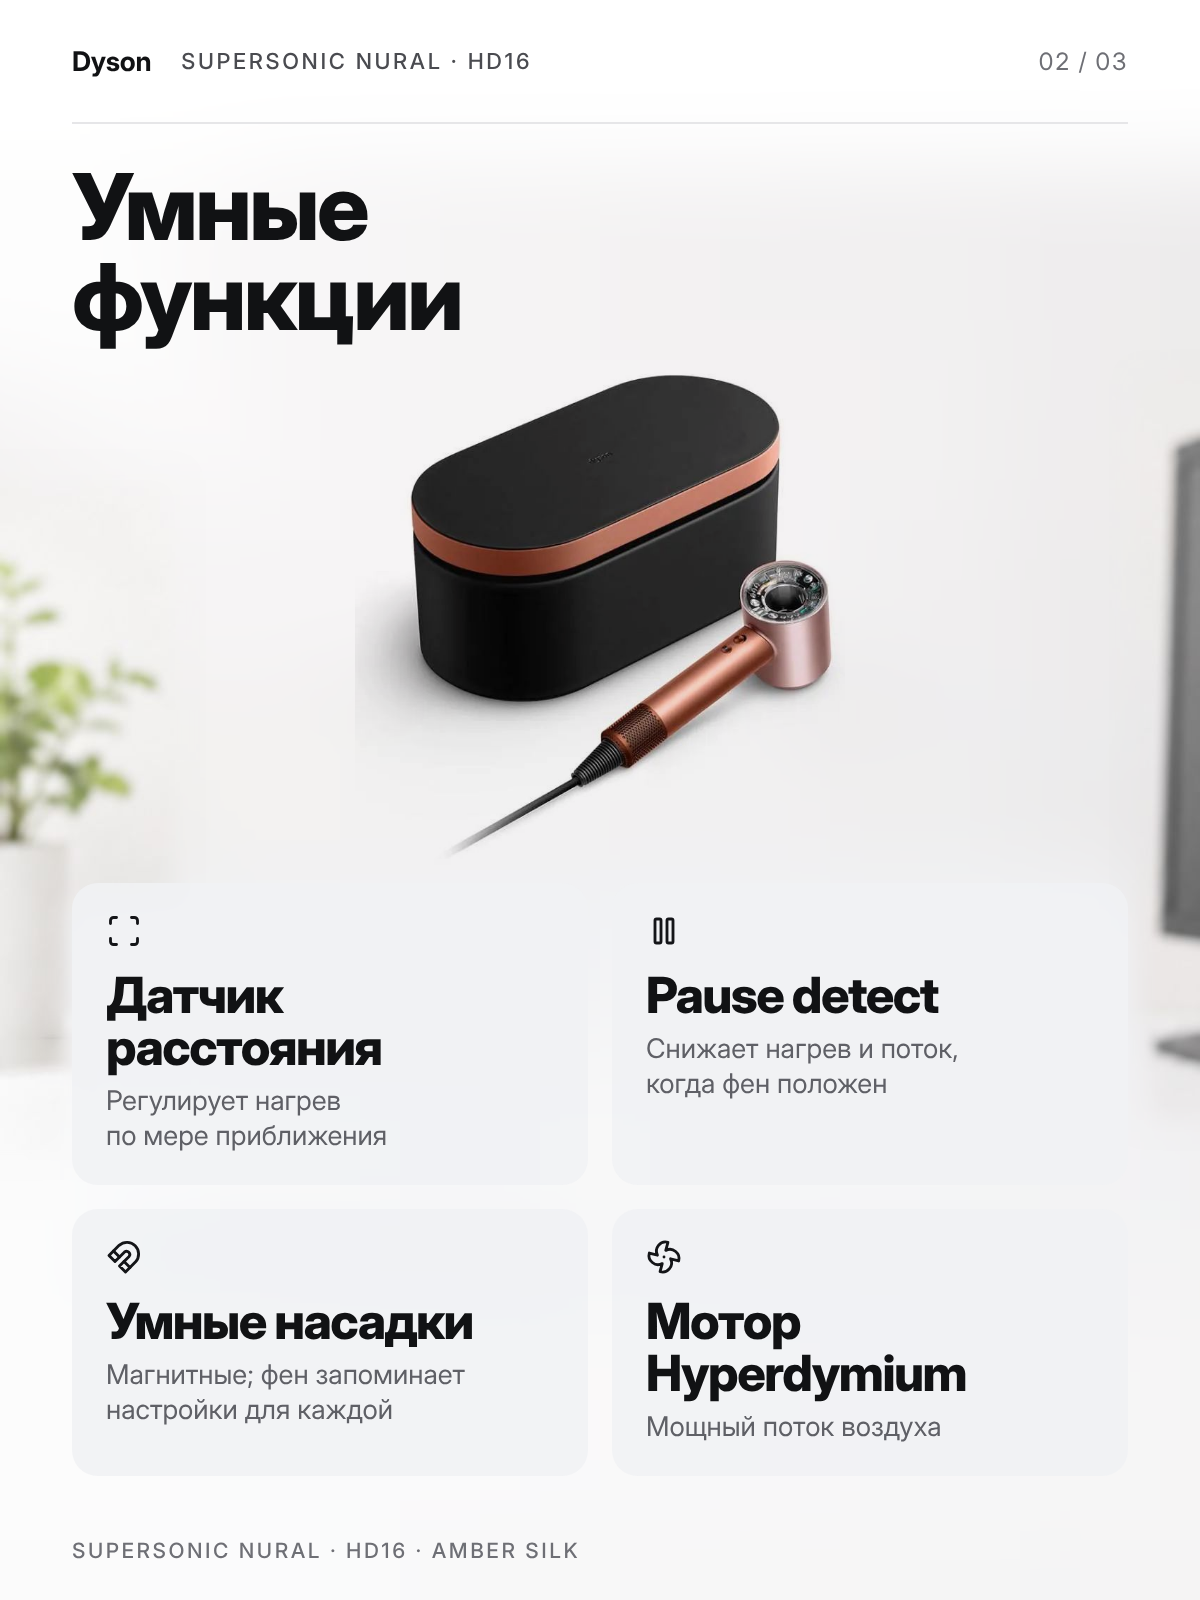 Dyson SUPERSONIC NURAL · HD16 02 / 03
Умные
функции
Датчик
расстояния
Регулирует нагрев
по мере приближения
Pause detect
Снижает нагрев и поток,
когда фен положен
Умные насадки
Магнитные; фен запоминает
настройки для каждой
Мотор
Hyperdymium
Мощный поток воздуха
SUPERSONIC NURAL · HD16 · AMBER SILK